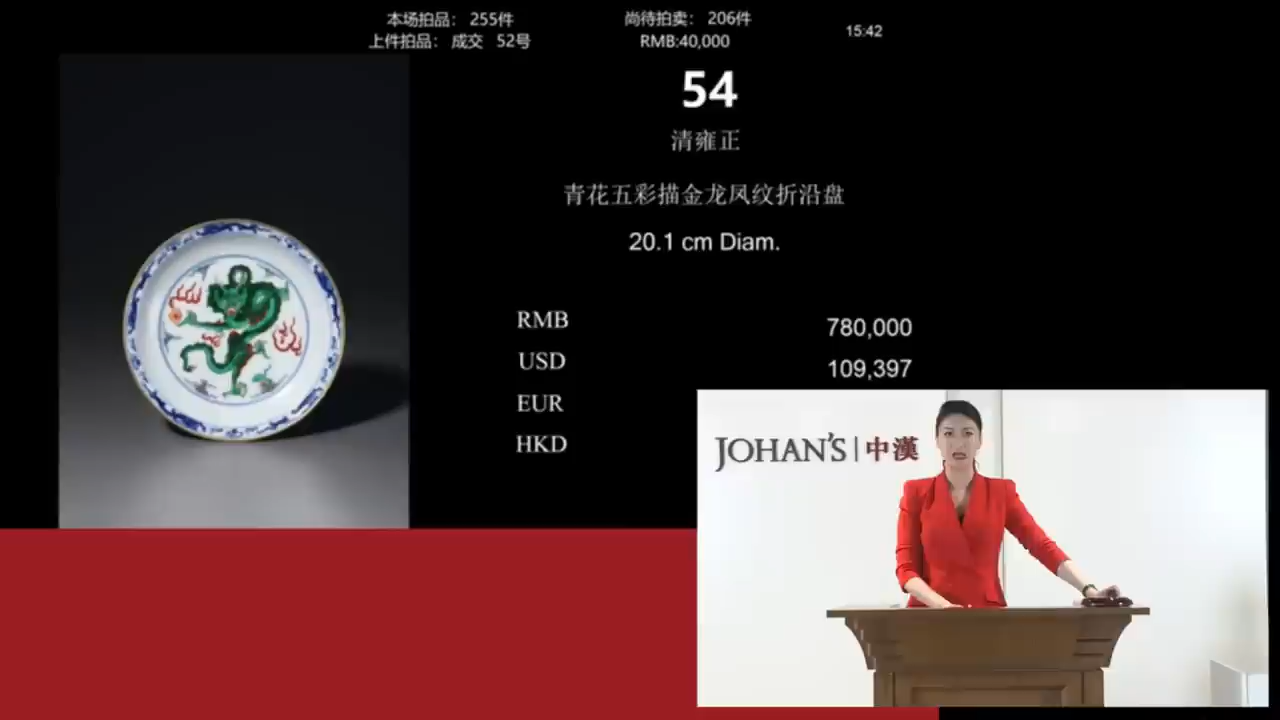 本场拍品： 255件
尚待拍卖： 206件
上件拍品： 成交 52号
RMB:40,000
15:42
54
清雍正
青花五彩描金龙凤纹折沿盘
20.1 cm Diam.
RMB 780,000
USD 109,397
EUR
HKD
JOHAN'S | 中漢